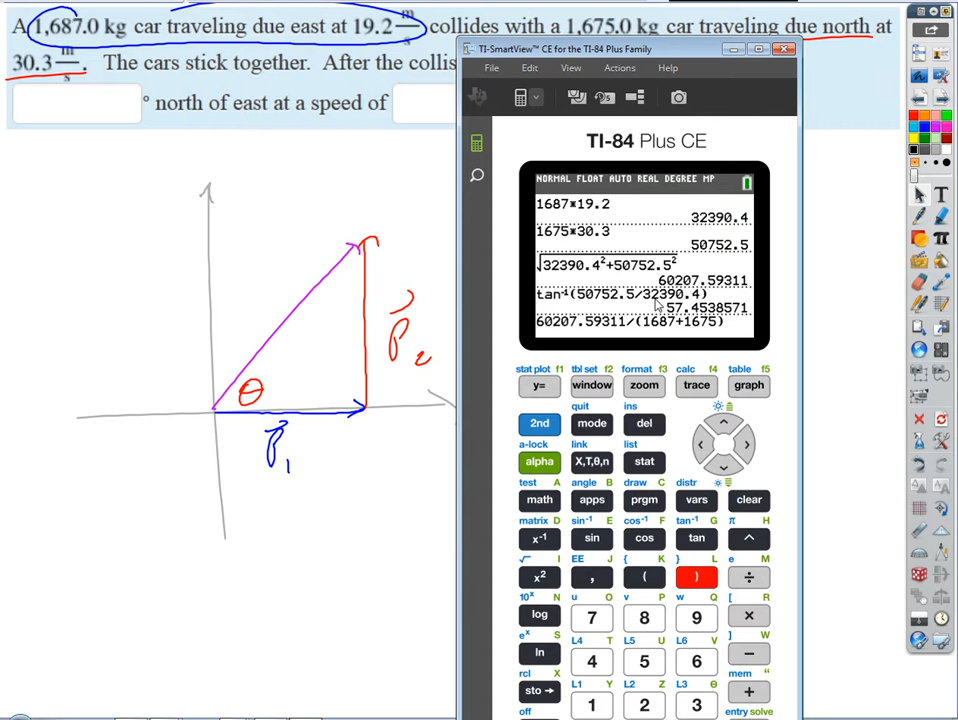 A 1,687.0 kg car traveling due east at 19.2 m/s collides with a 1,675.0 kg car traveling due north at
30.3 m/s. The cars stick together. After the collis
° north of east at a speed of
TI-SmartView™ CE for the TI-84 Plus Family
File Edit View Actions Help
TI-84 Plus CE
NORMAL FLOAT AUTO REAL DEGREE MP
1687*19.2
32390.4
1675*30.3
50752.5
√32390.4²+50752.5²
60207.59311
tan⁻¹(50752.5/32390.4)
57.4538571
60207.59311/(1687+1675)
P₂
θ
P₁
stat plot f1 tbl set f2 format f3 calc f4 table f5
y= window zoom trace graph
quit ins
2nd mode del
a-lock link list
alpha X,T,θ,n stat
test A angle B draw C distr
math apps prgm vars clear
matrix D sin⁻¹ E cos⁻¹ F tan⁻¹ G π H
x⁻¹ sin cos tan ^
√ I EE J { K } L e M
x² , ( ) ÷
10ˣ N u O v P w Q [ R
log 7 8 9 ×
eˣ S L4 T L5 U L6 V ] W
ln 4 5 6 −
rcl X L1 Y L2 Z L3 θ mem "
sto→ 1 2 3 +
off entry solve
T
π
A